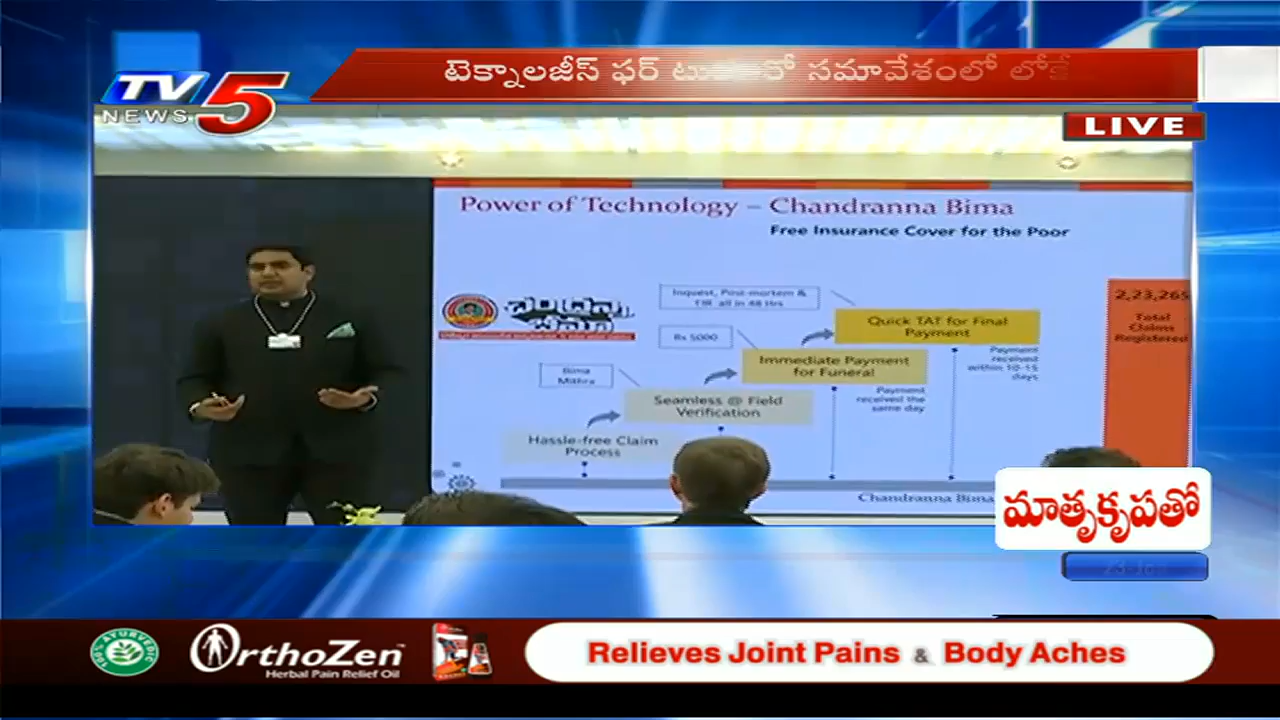 టెక్నాలజీస్ ఫర్ సమావేశంలో
TV5
NEWS
LIVE
Power of Technology – Chandranna Bima
Free Insurance Cover for the Poor
Inquest, Post-mortem &
FIR all in 48 Hrs
2,23,265
Total
Claims
Registered
చంద్రన్న
బీమా
Quick TAT for Final
Payment
Rs 5000
Immediate Payment
for Funeral
Payment
received
within 10-15
days
Bima
Mithra
Seamless @ Field
Verification
Payment
received the
same day
Hassle-free Claim
Process
Chandranna Bima
మాతృకృపతో
100% AYURVEDIC
OrthoZen
Herbal Pain Relief Oil
Relieves Joint Pains & Body Aches